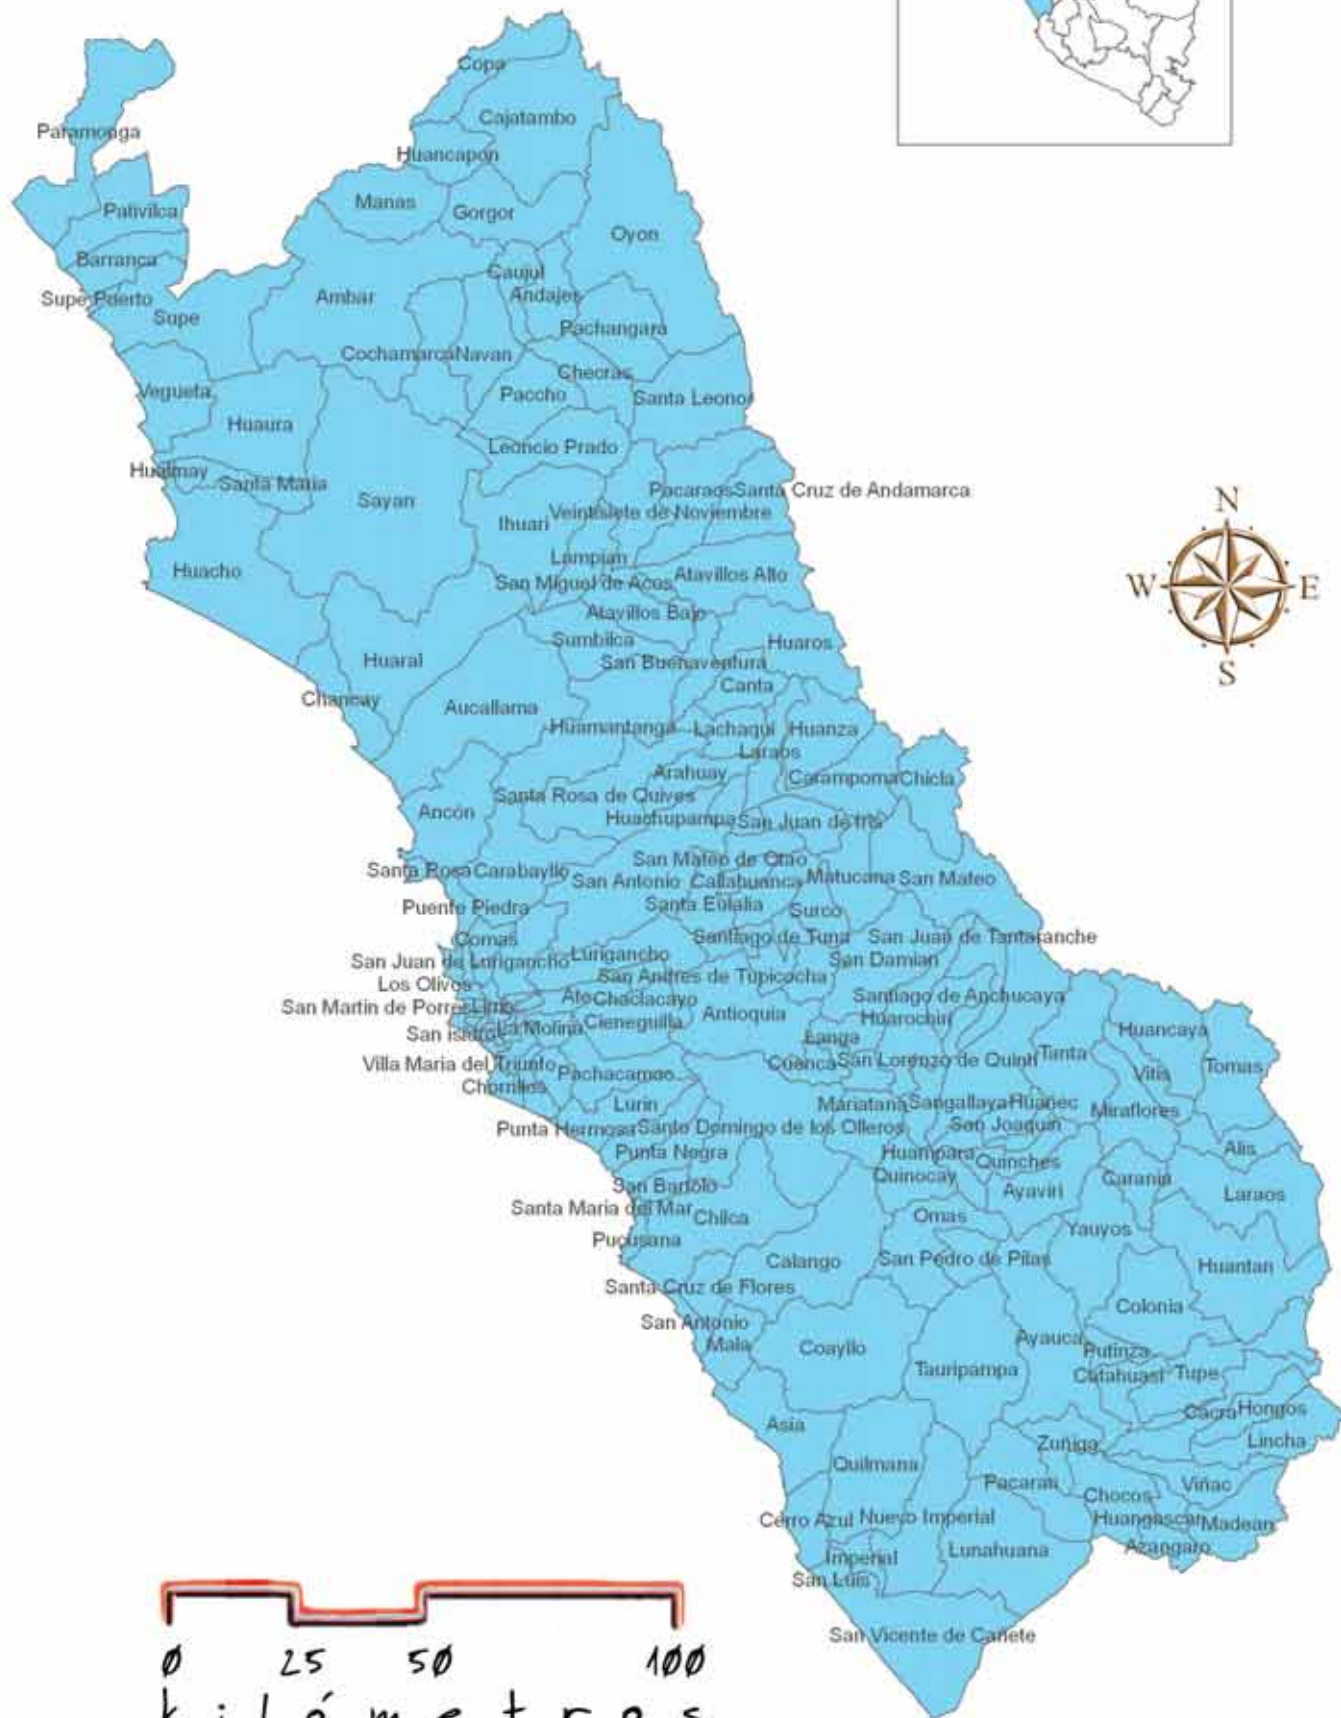 Copa
Cajatambo
Paramonga
Huancapon
Manas
Gorgor
Pativilca
Oyon
Barranca
Caujul
Supe Puerto
Ambar
Andajes
Supe
Pachangara
Cochamarca
Navan
Checras
Vegueta
Paccho
Santa Leonor
Huaura
Leoncio Prado
Hualmay
Santa Maria
Sayan
Pacaraos
Santa Cruz de Andamarca
N
Ihuari
Veintisiete de Noviembre
Lampian
Huacho
San Miguel de Acos
Atavillos Alto
W
E
Atavillos Bajo
Sumbilca
Huaros
Huaral
San Buenaventura
S
Chancay
Canta
Aucallama
Huamantanga
Lachaqui
Huanza
Laraos
Arahuay
Carampoma
Chicla
Santa Rosa de Quives
Ancón
Huachupampa
San Juan de Iris
San Mateo de Otao
Santa Rosa
Carabayllo
San Antonio
Callahuanca
Matucana
San Mateo
Puente Piedra
Santa Eulalia
Surco
Comas
Santiago de Tuna
San Juan de Tantaranche
San Juan de Lurigancho
Lurigancho
San Damian
Los Olivos
San Andres de Tupicocha
San Martin de Porres
Lima
Ate
Chaclacayo
Santiago de Anchucaya
Antioquia
Huarochiri
San isidro
La Molina
Cieneguilla
Langa
Huancaya
Villa Maria del Triunfo
Pachacamac
Cuenca
San Lorenzo de Quinti
Tanta
Vitis
Tomas
Chorrillos
Lurin
Mariatana
Sangallaya
Huañec
Miraflores
Punta Hermosa
Santo Domingo de los Olleros
San Joaquin
Punta Negra
Huampara
Quinches
Alis
Quinocay
Ayaviri
Carania
Laraos
San Bartolo
Santa Maria del Mar
Chilca
Omas
Yauyos
Pucusana
Calango
San Pedro de Pilas
Huantan
Santa Cruz de Flores
Colonia
San Antonio
Mala
Coayllo
Ayauca
Putinza
Tauripampa
Catahuasi
Tupe
Asia
Cacra
Hongos
Zuñiga
Lincha
Quilmana
Pacaran
Viñac
Chocos
Cerro Azul
Nuevo Imperial
Huangascar
Madean
Imperial
Lunahuana
Azangaro
San Luis
San Vicente de Cañete
0 25 50 100
kilómetros